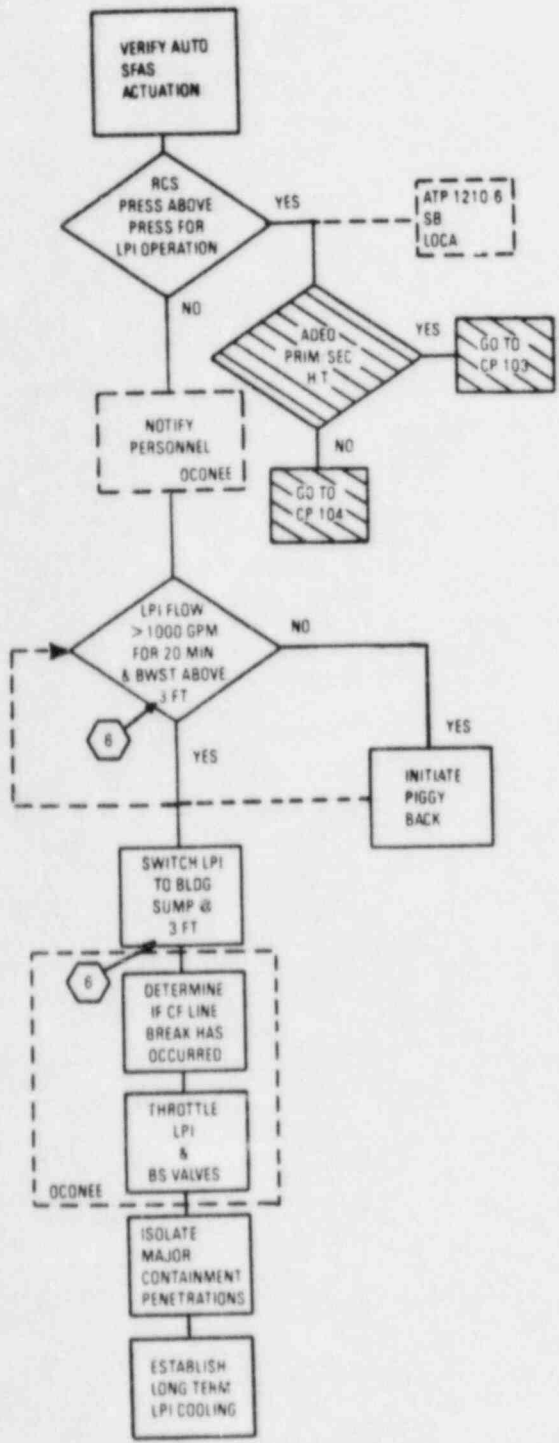 VERIFY AUTO
SFAS
ACTUATION
RCS
PRESS ABOVE
PRESS FOR
LPI OPERATION
YES
ATP 1210 6
SB
LOCA
NO
ADEQ
PRIM/SEC
H.T
YES
GO TO
CP 103
NO
GO TO
CP 104
NOTIFY
PERSONNEL
OCONEE
LPI FLOW
> 1000 GPM
FOR 20 MIN
& BWST ABOVE
3 FT
NO
6
YES
YES
INITIATE
PIGGY
BACK
SWITCH LPI
TO BLDG
SUMP @
3 FT
6
DETERMINE
IF CF LINE
BREAK HAS
OCCURRED
THROTTLE
LPI
&
BS VALVES
OCONEE
ISOLATE
MAJOR
CONTAINMENT
PENETRATIONS
ESTABLISH
LONG TERM
LPI COOLING